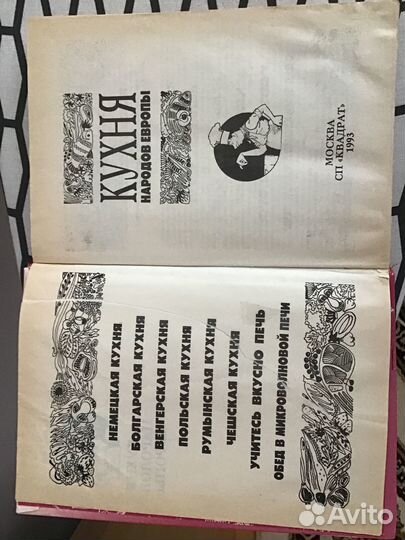 КУХНЯ
НАРОДОВ ЕВРОПЫ
МОСКВА
СП «КВАДРАТ»
1993
НЕМЕЦКАЯ КУХНЯ
БОЛГАРСКАЯ КУХНЯ
ВЕНГЕРСКАЯ КУХНЯ
ПОЛЬСКАЯ КУХНЯ
РУМЫНСКАЯ КУХНЯ
ЧЕШСКАЯ КУХНЯ
УЧИТЕСЬ ВКУСНО ПЕЧЬ
ОБЕД В МИКРОВОЛНОВОЙ ПЕЧИ
Avito